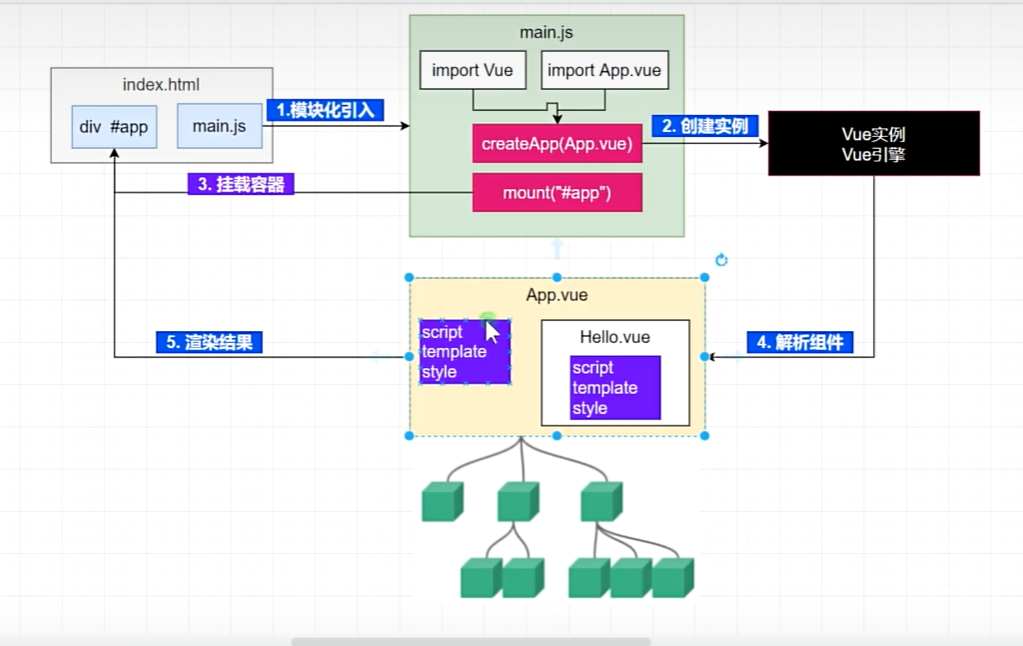 main.js
import Vue
import App.vue
index.html
div #app
main.js
1.模块化引入
createApp(App.vue)
2. 创建实例
Vue实例
Vue引擎
3. 挂载容器
mount("#app")
App.vue
script
template
style
Hello.vue
script
template
style
5. 渲染结果
4. 解析组件